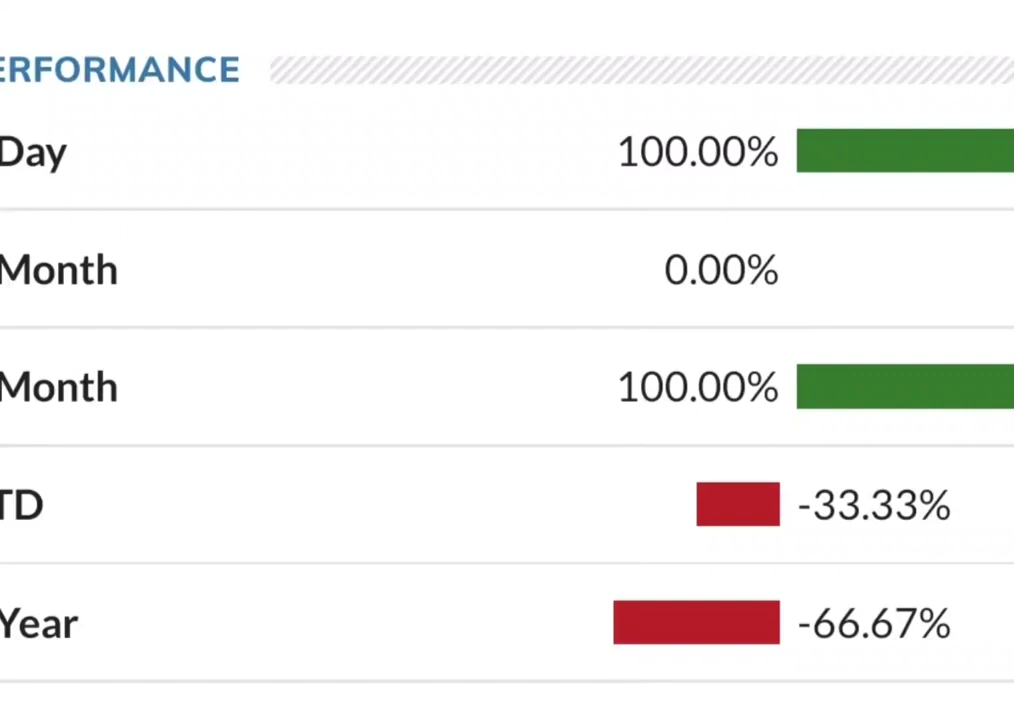 ERFORMANCE
Day 100.00%
Month 0.00%
Month 100.00%
TD -33.33%
Year -66.67%